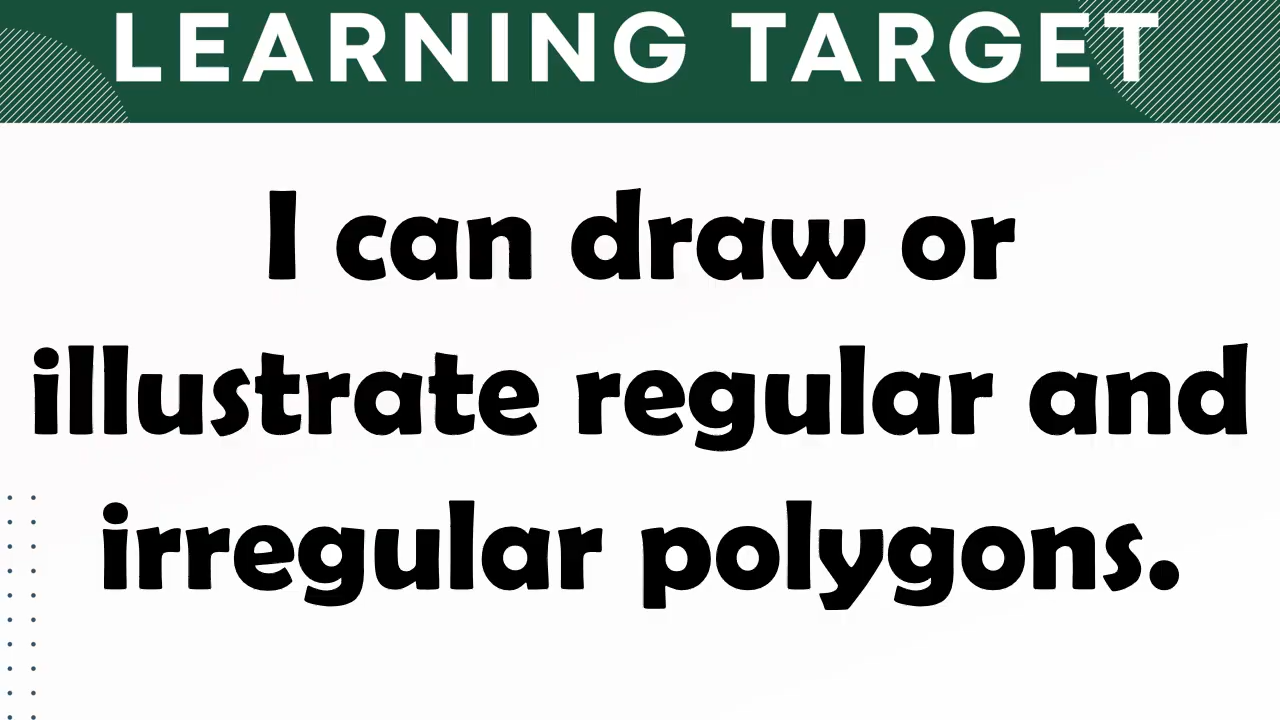 LEARNING TARGET
I can draw or
illustrate regular and
irregular polygons.